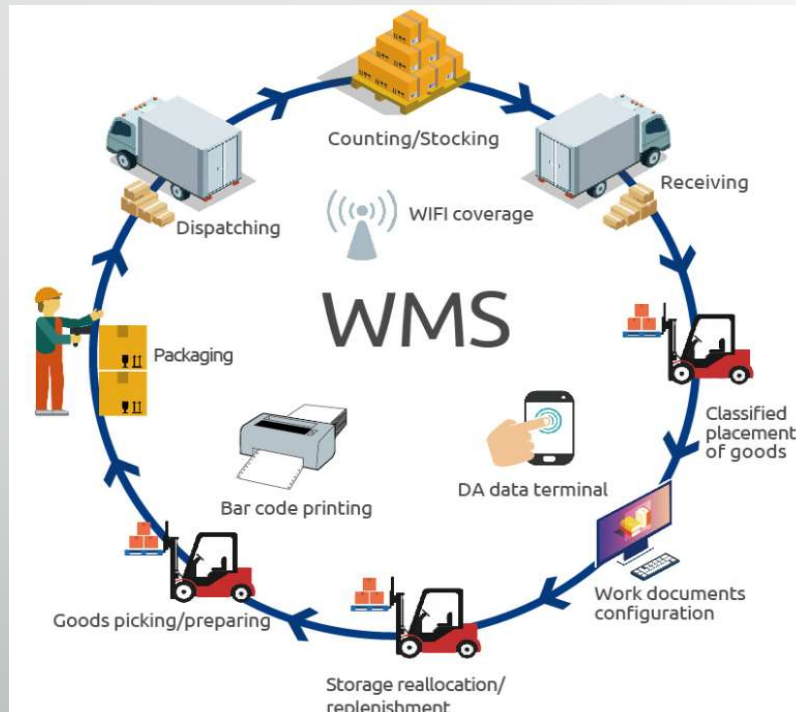 Counting/Stocking
Receiving
Dispatching
WIFI coverage
WMS
Packaging
Classified
placement
of goods
DA data terminal
Bar code printing
Work documents
configuration
Goods picking/preparing
Storage reallocation/
replenishment